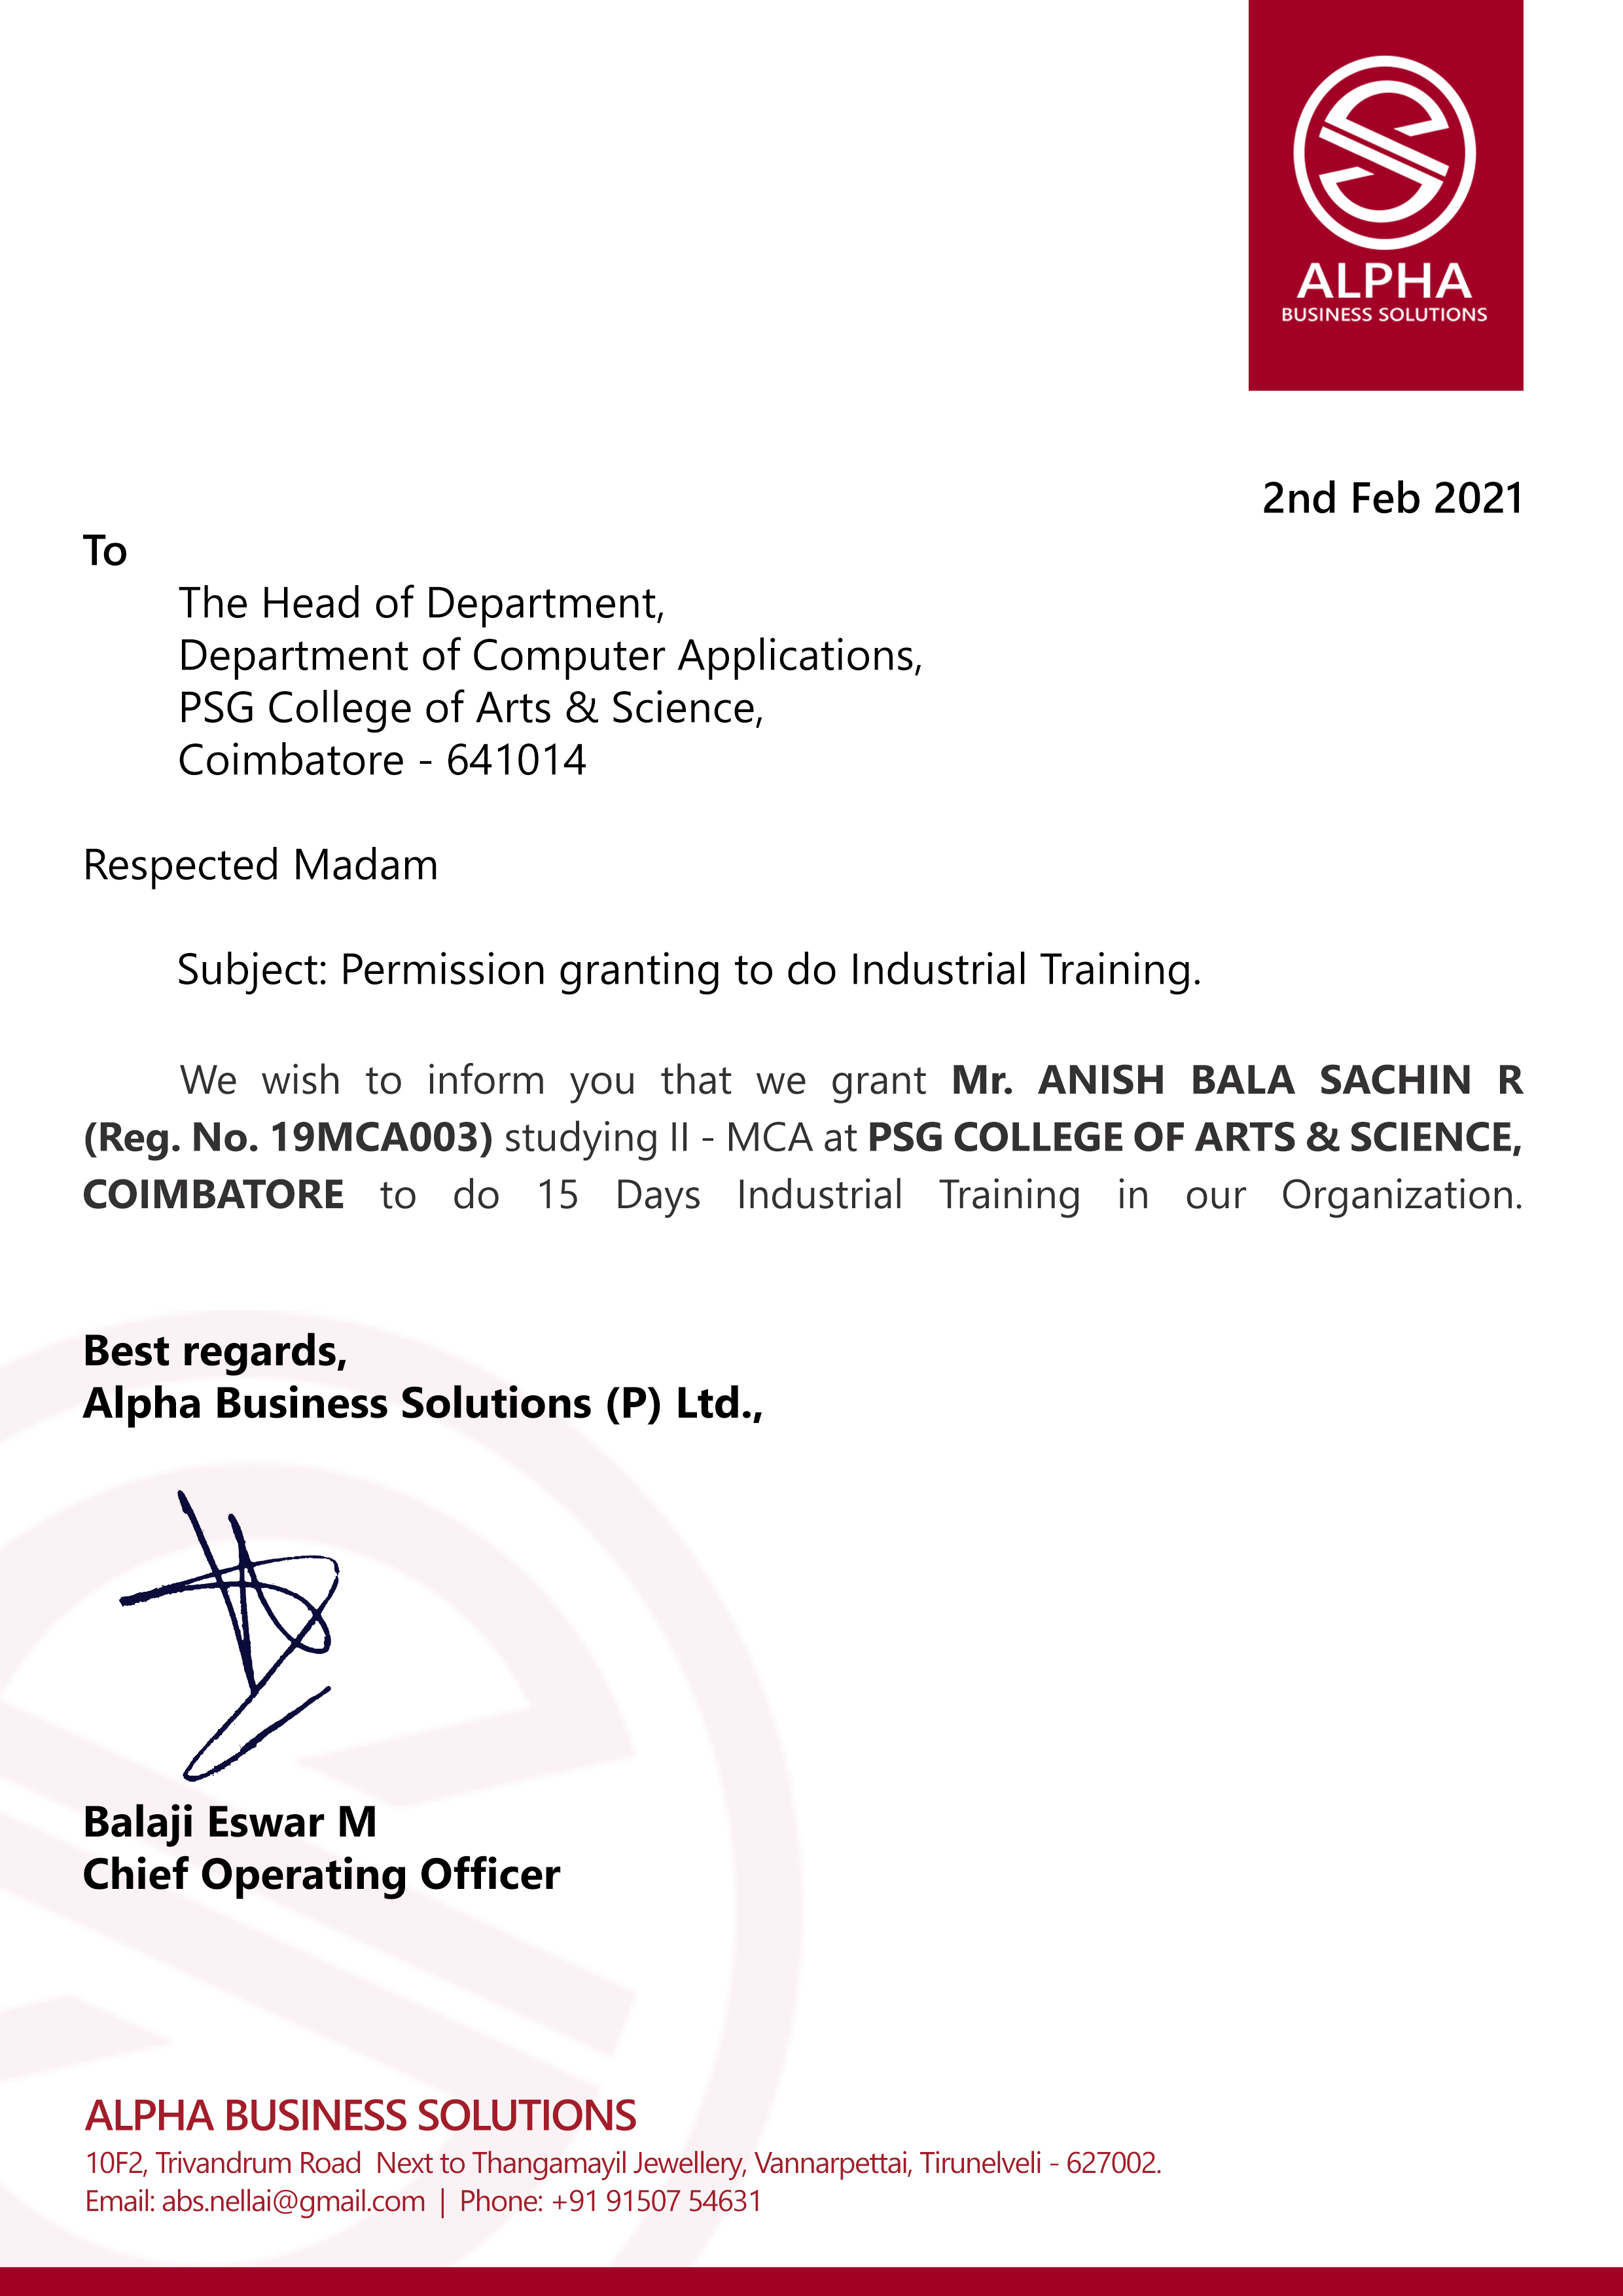 ALPHA
BUSINESS SOLUTIONS
2nd Feb 2021
To
The Head of Department,
Department of Computer Applications,
PSG College of Arts & Science,
Coimbatore - 641014
Respected Madam
Subject: Permission granting to do Industrial Training.
We wish to inform you that we grant Mr. ANISH BALA SACHIN R
(Reg. No. 19MCA003) studying II - MCA at PSG COLLEGE OF ARTS & SCIENCE,
COIMBATORE to do 15 Days Industrial Training in our Organization.
Best regards,
Alpha Business Solutions (P) Ltd.,
Balaji Eswar M
Chief Operating Officer
ALPHA BUSINESS SOLUTIONS
10F2, Trivandrum Road  Next to Thangamayil Jewellery, Vannarpettai, Tirunelveli - 627002.
Email: abs.nellai@gmail.com | Phone: +91 91507 54631